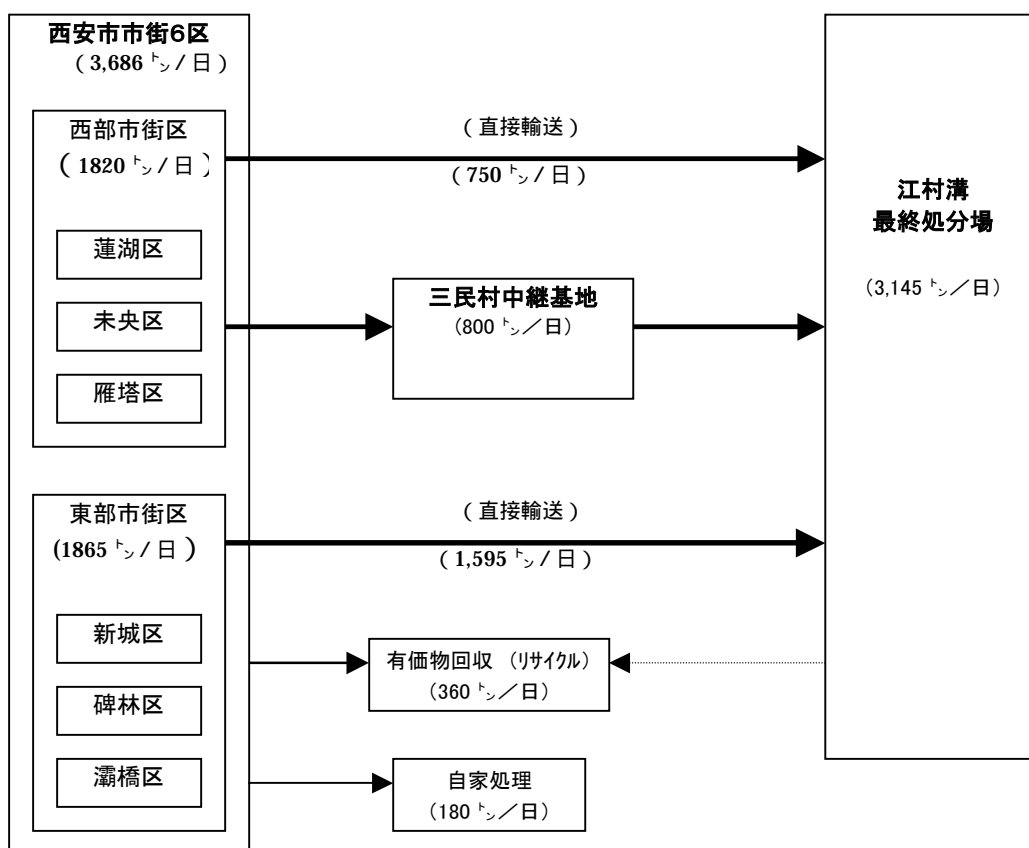 西安市市街6区
（3,686 ㌧/日）
西部市街区
（1820 ㌧/日）
蓮湖区
未央区
雁塔区
（直接輸送）
（750 ㌧/日）
三民村中継基地
（800 ㌧／日）
江村溝
最終処分場
（3,145 ㌧／日）
東部市街区
(1865 ㌧/日）
新城区
碑林区
灞橋区
（直接輸送）
（1,595 ㌧/日）
有価物回収 （ﾘｻｲｸﾙ）
（360 ㌧／日）
自家処理
（180 ㌧／日）